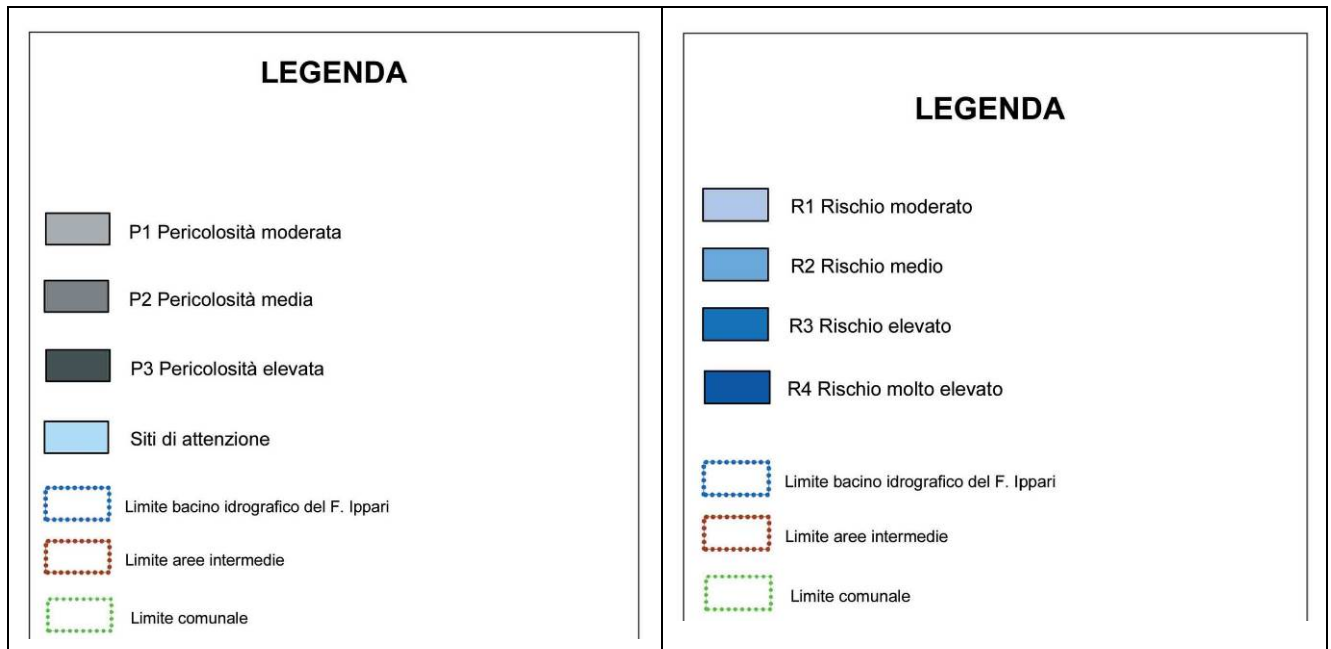 LEGENDA
P1 Pericolosità moderata
P2 Pericolosità media
P3 Pericolosità elevata
Siti di attenzione
Limite bacino idrografico del F. Ippari
Limite aree intermedie
Limite comunale
LEGENDA
R1 Rischio moderato
R2 Rischio medio
R3 Rischio elevato
R4 Rischio molto elevato
Limite bacino idrografico del F. Ippari
Limite aree intermedie
Limite comunale